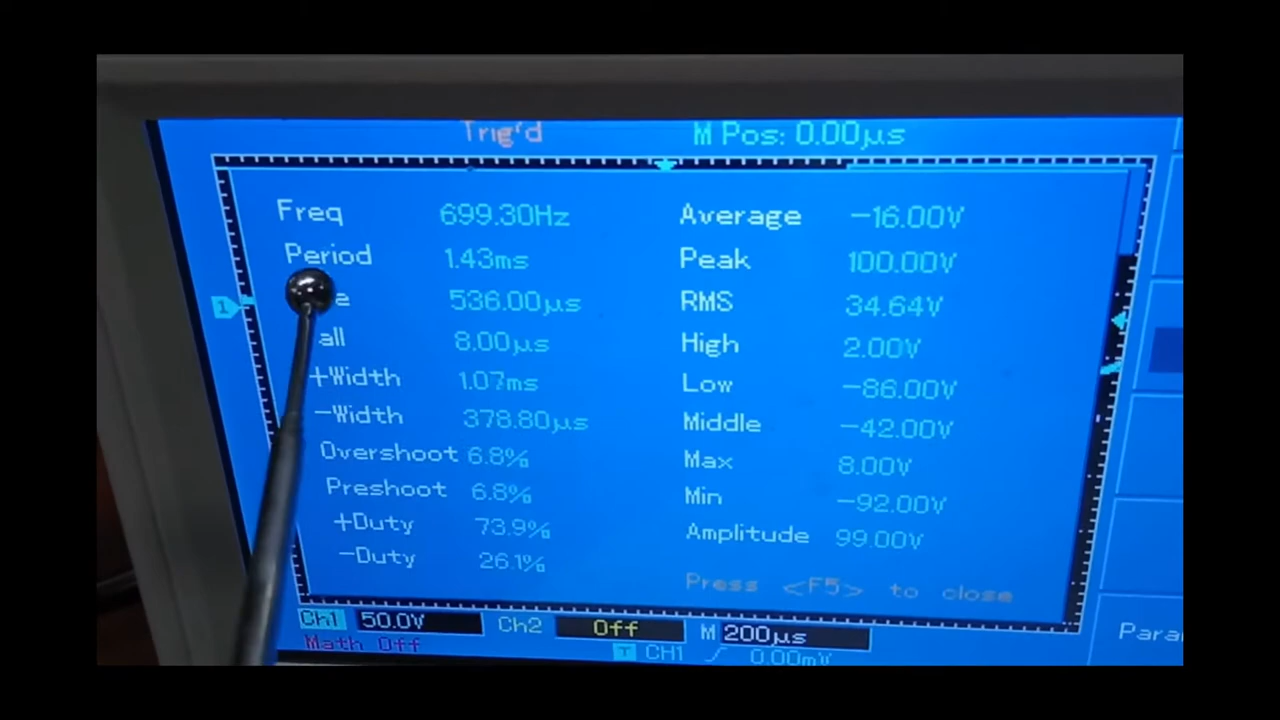 Trig'd M Pos: 0.00µs
Freq 699.30Hz Average -16.00V
Period 1.43ms Peak 100.00V
e 536.00µs RMS 34.64V
all 8.00µs High 2.00V
+Width 1.07ms Low -86.00V
-Width 378.80µs Middle -42.00V
Overshoot 6.8% Max 8.00V
Preshoot 6.8% Min -92.00V
+Duty 73.9% Amplitude 99.00V
-Duty 26.1% Press <F5> to close
1
Ch1 50.0V Ch2 Off M 200µs Para
Math Off T CH1 0.00mV